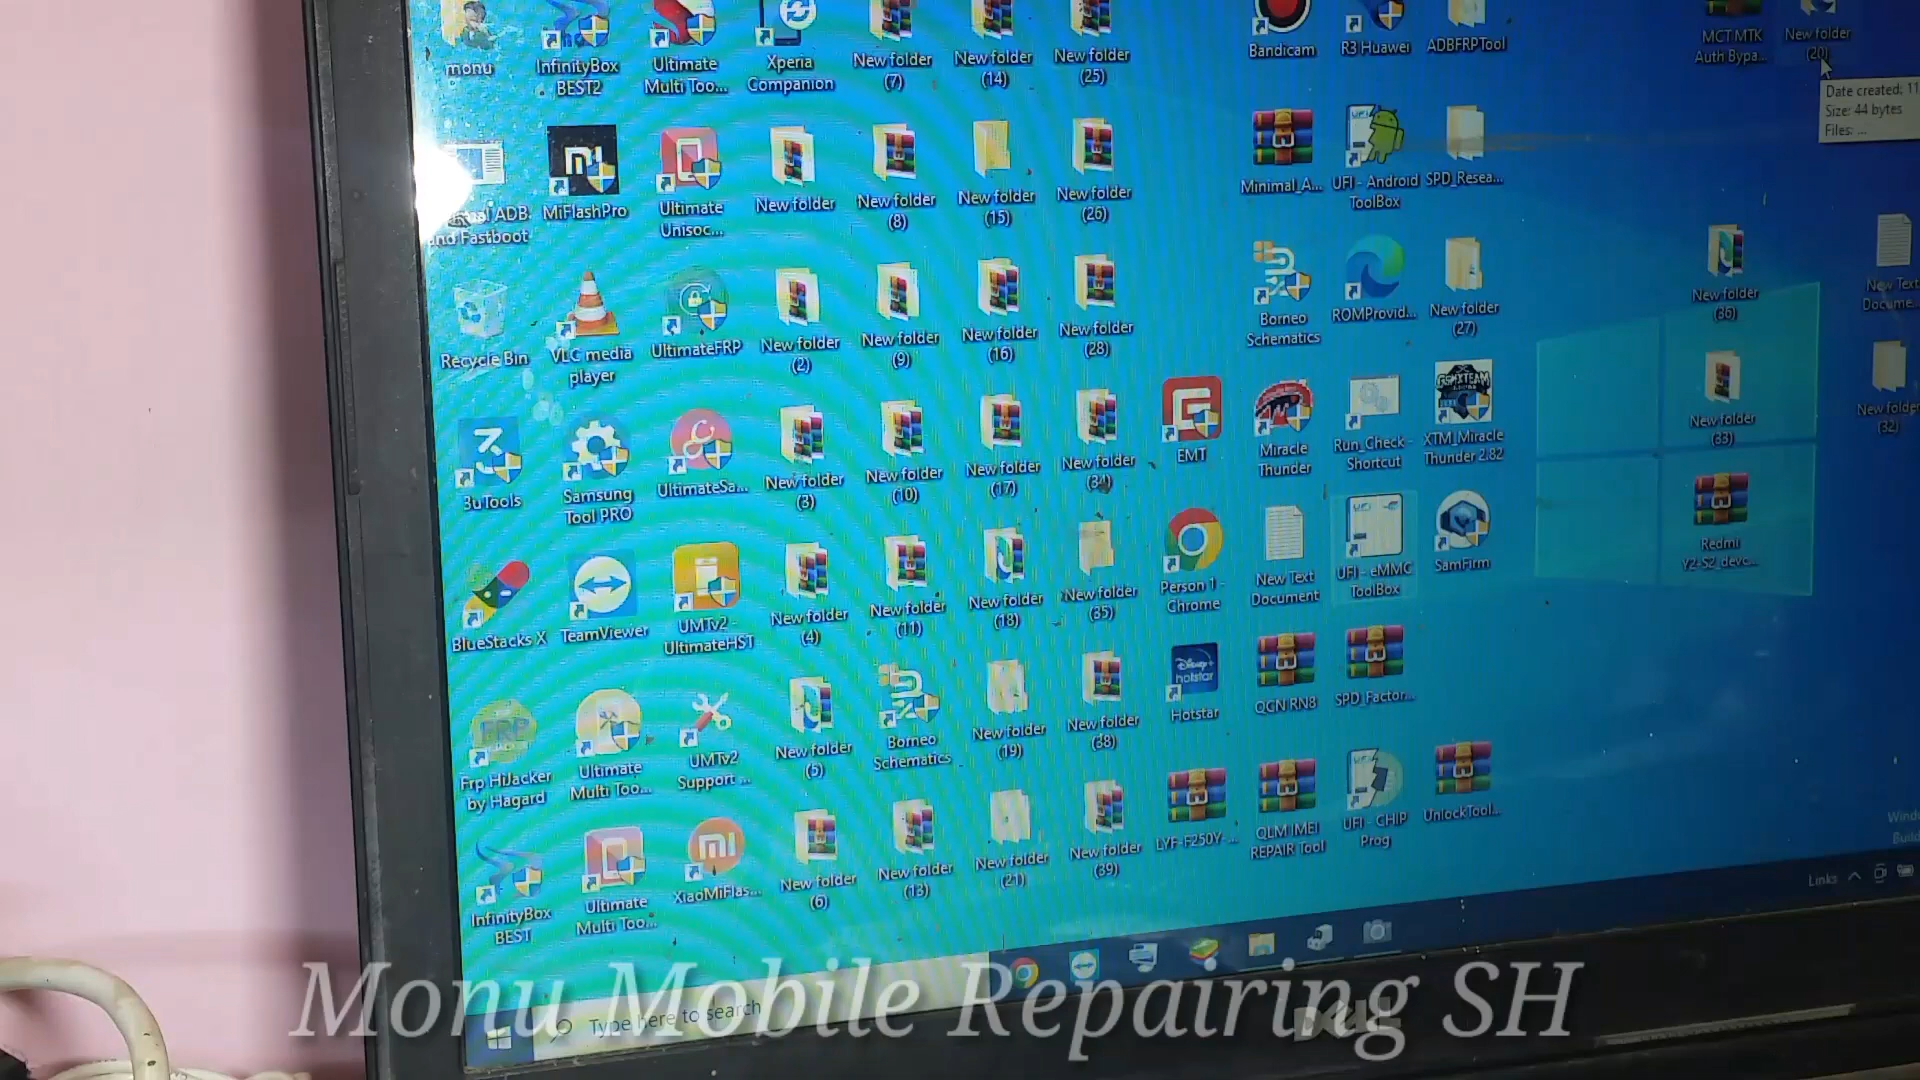 monu
InfinityBox
BEST2
Ultimate
Multi Too...
Xperia
Companion
New folder
(7)
New folder
(14)
New folder
(25)
Bandicam
R3 Huawei
ADBFRPTool
MCT MTK
Auth Bypa...
New folder
(20)
Date created: 11
Size: 44 bytes
Files: ...
ADB
and Fastboot
MiFlashPro
Ultimate
Unisoc...
New folder
New folder
(8)
New folder
(15)
New folder
(26)
Minimal_A...
UFI - Android
ToolBox
SPD_Resea...
Recycle Bin
VLC media
player
UltimateFRP
New folder
(2)
New folder
(9)
New folder
(16)
New folder
(28)
Borneo
Schematics
ROMProvid...
New folder
(27)
New folder
(36)
New Text
Docume...
3uTools
Samsung
Tool PRO
UltimateSa...
New folder
(3)
New folder
(10)
New folder
(17)
New folder
(34)
EMT
Miracle
Thunder
Run_Check -
Shortcut
XTM_Miracle
Thunder 2.82
New folder
(33)
New folder
(32)
BlueStacks X
TeamViewer
UMTv2 -
UltimateHST
New folder
(4)
New folder
(11)
New folder
(18)
New folder
(35)
Person 1 -
Chrome
New Text
Document
UFI - eMMC
ToolBox
SamFirm
Redmi
Y2-S2_devc...
Frp HiJacker
by Hagard
Ultimate
Multi Too...
UMTv2
Support ...
New folder
(5)
Borneo
Schematics
New folder
(19)
New folder
(38)
Disney+
hotstar
Hotstar
QCN RN8
SPD_Factor...
InfinityBox
BEST
Ultimate
Multi Too...
XiaoMiFlas...
New folder
(6)
New folder
(13)
New folder
(21)
New folder
(39)
LYF-F250Y-...
QLM IMEI
REPAIR Tool
UFI - CHIP
Prog
UnlockTool...
Links
Type here to search
DELL
Monu Mobile Repairing SH